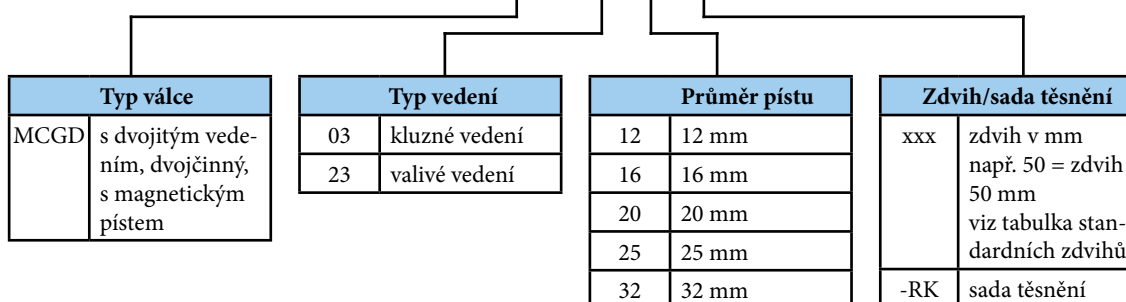 Typ válce
MCGD s dvojitým vede-
ním, dvojčinný,
s magnetickým
pístem
Typ vedení
03 kluzné vedení
23 valivé vedení
Průměr pístu
12 12 mm
16 16 mm
20 20 mm
25 25 mm
32 32 mm
Zdvih/sada těsnění
xxx zdvih v mm
např. 50 = zdvih
50 mm
viz tabulka stan-
dardních zdvihů
-RK sada těsnění